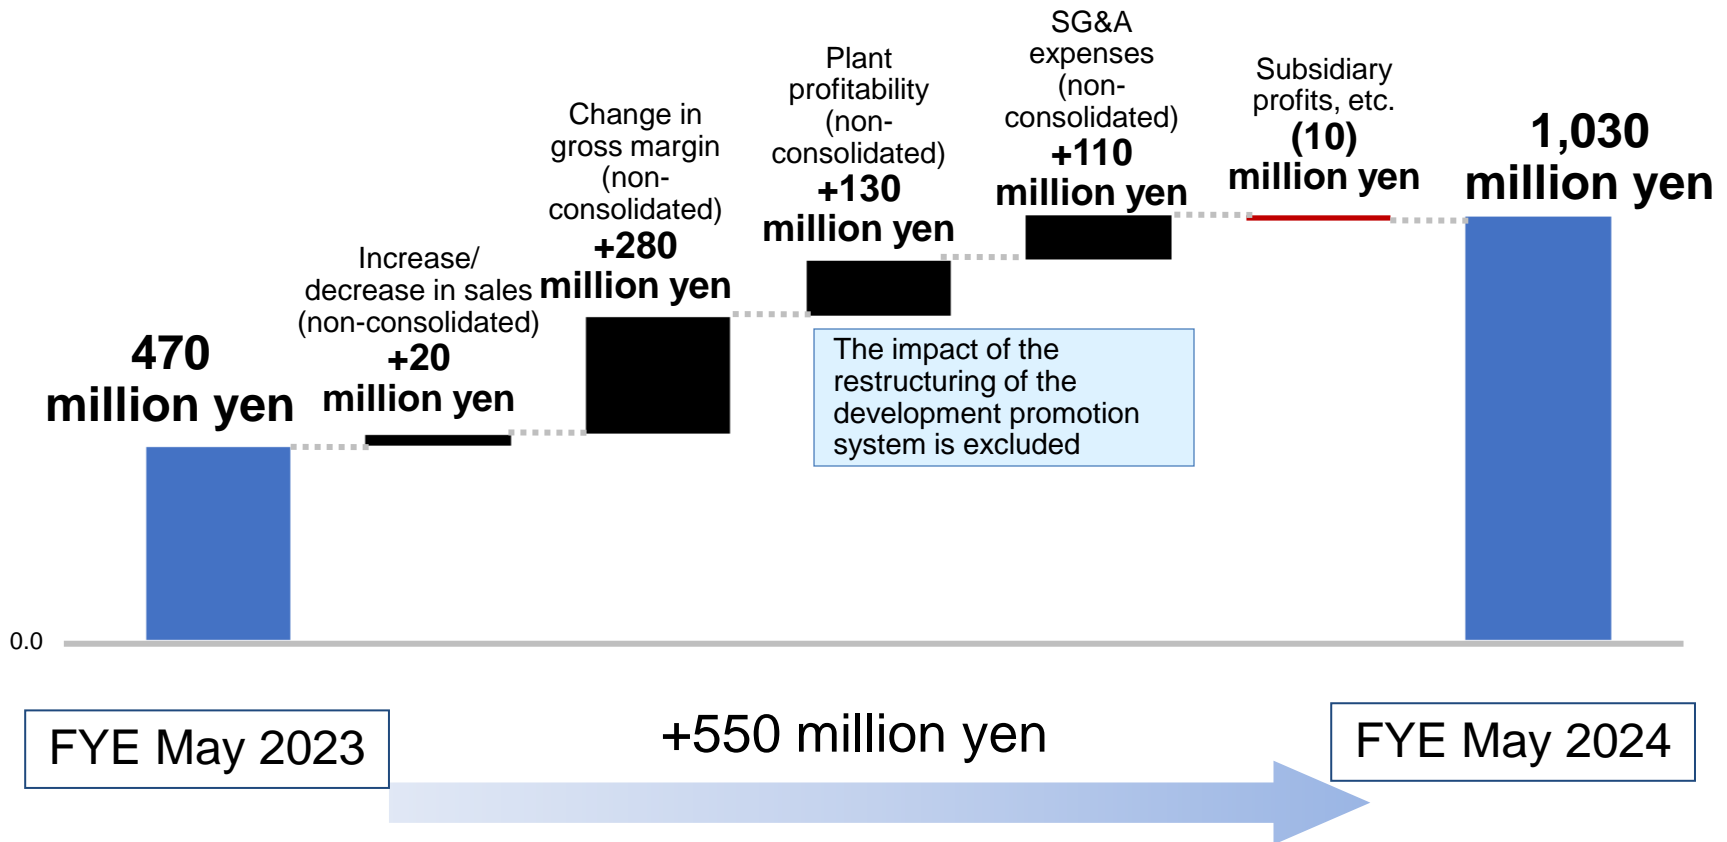 470
million yen
Increase/
decrease in sales
(non-consolidated)
+20
million yen
Change in
gross margin
(non-
consolidated)
+280
million yen
Plant
profitability
(non-
consolidated)
+130
million yen
SG&A
expenses
(non-
consolidated)
+110
million yen
Subsidiary
profits, etc.
(10)
million yen
1,030
million yen
The impact of the
restructuring of the
development promotion
system is excluded
0.0
FYE May 2023
+550 million yen
FYE May 2024